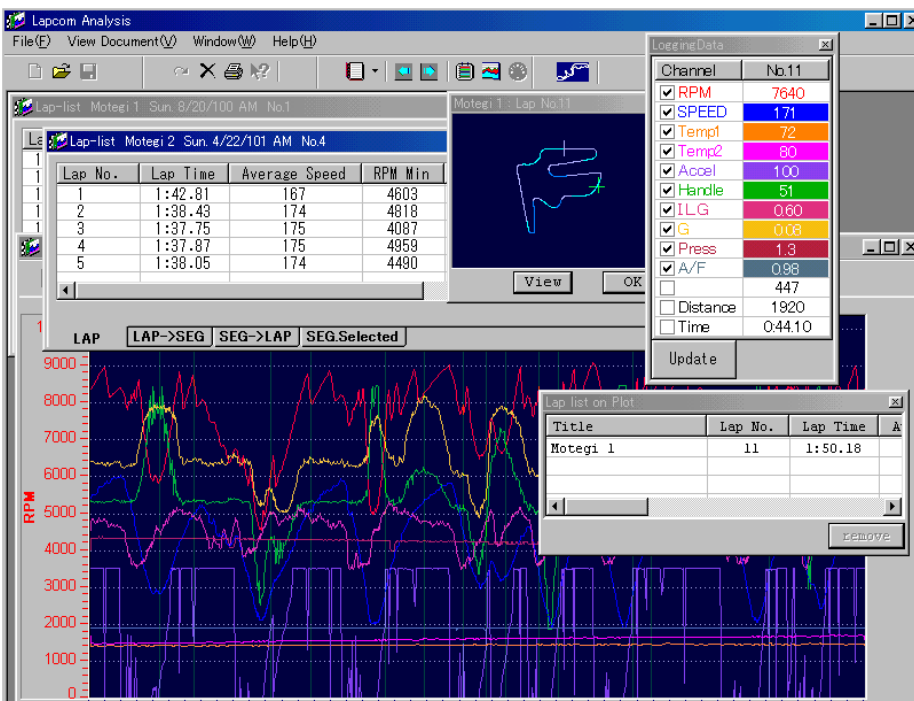 Lapcom Analysis
File(F) View Document(V) Window(W) Help(H)
Lap-list Motegi 1 Sun. 8/20/100 AM No.1
Lap-list Motegi 2 Sun. 4/22/101 AM No.4
Lap No. Lap Time Average Speed RPM Min
1 1:42.81 167 4603
2 1:38.43 174 4818
3 1:37.75 175 4087
4 1:37.87 175 4959
5 1:38.05 174 4490
LAP LAP->SEG SEG->LAP SEG.Selected
Motegi 1 : Lap No.11
View OK
LoggingData
Channel No.11
RPM 7640
SPEED 171
Temp1 72
Temp2 80
Accel 100
Handle 51
I.L.G 0.60
G 0.08
Press 1.3
A/F 0.98
447
Distance 1920
Time 0:44.10
Update
Lap list on Plot
Title Lap No. Lap Time
Motegi 1 11 1:50.18
remove
RPM
9000
8000
7000
6000
5000
4000
3000
2000
1000
0